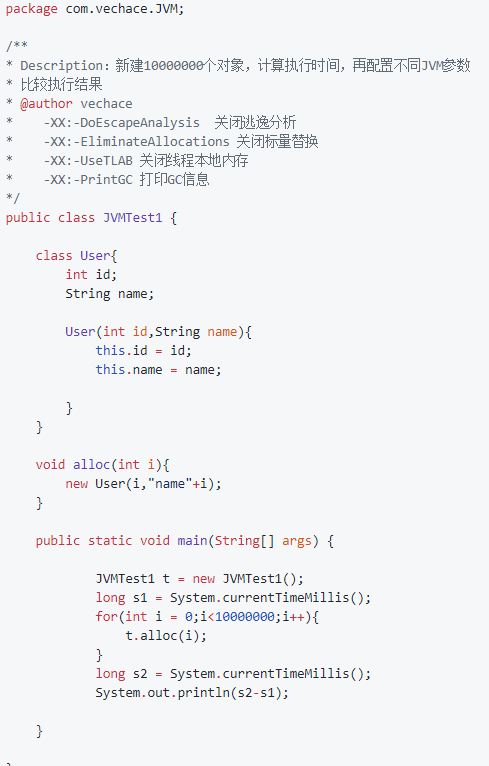 package com.vechace.JVM;
/**
* Description：新建10000000个对象，计算执行时间，再配置不同JVM参数
* 比较执行结果
* @author vechace
*    -XX:-DoEscapeAnalysis  关闭逃逸分析
*    -XX:-EliminateAllocations 关闭标量替换
*    -XX:-UseTLAB 关闭线程本地内存
*    -XX:-PrintGC 打印GC信息
*/
public class JVMTest1 {
    class User{
        int id;
        String name;
        User(int id,String name){
            this.id = id;
            this.name = name;
        }
    }
    void alloc(int i){
        new User(i,"name"+i);
    }
    public static void main(String[] args) {
            JVMTest1 t = new JVMTest1();
            long s1 = System.currentTimeMillis();
            for(int i = 0;i<10000000;i++){
                t.alloc(i);
            }
            long s2 = System.currentTimeMillis();
            System.out.println(s2-s1);
    }